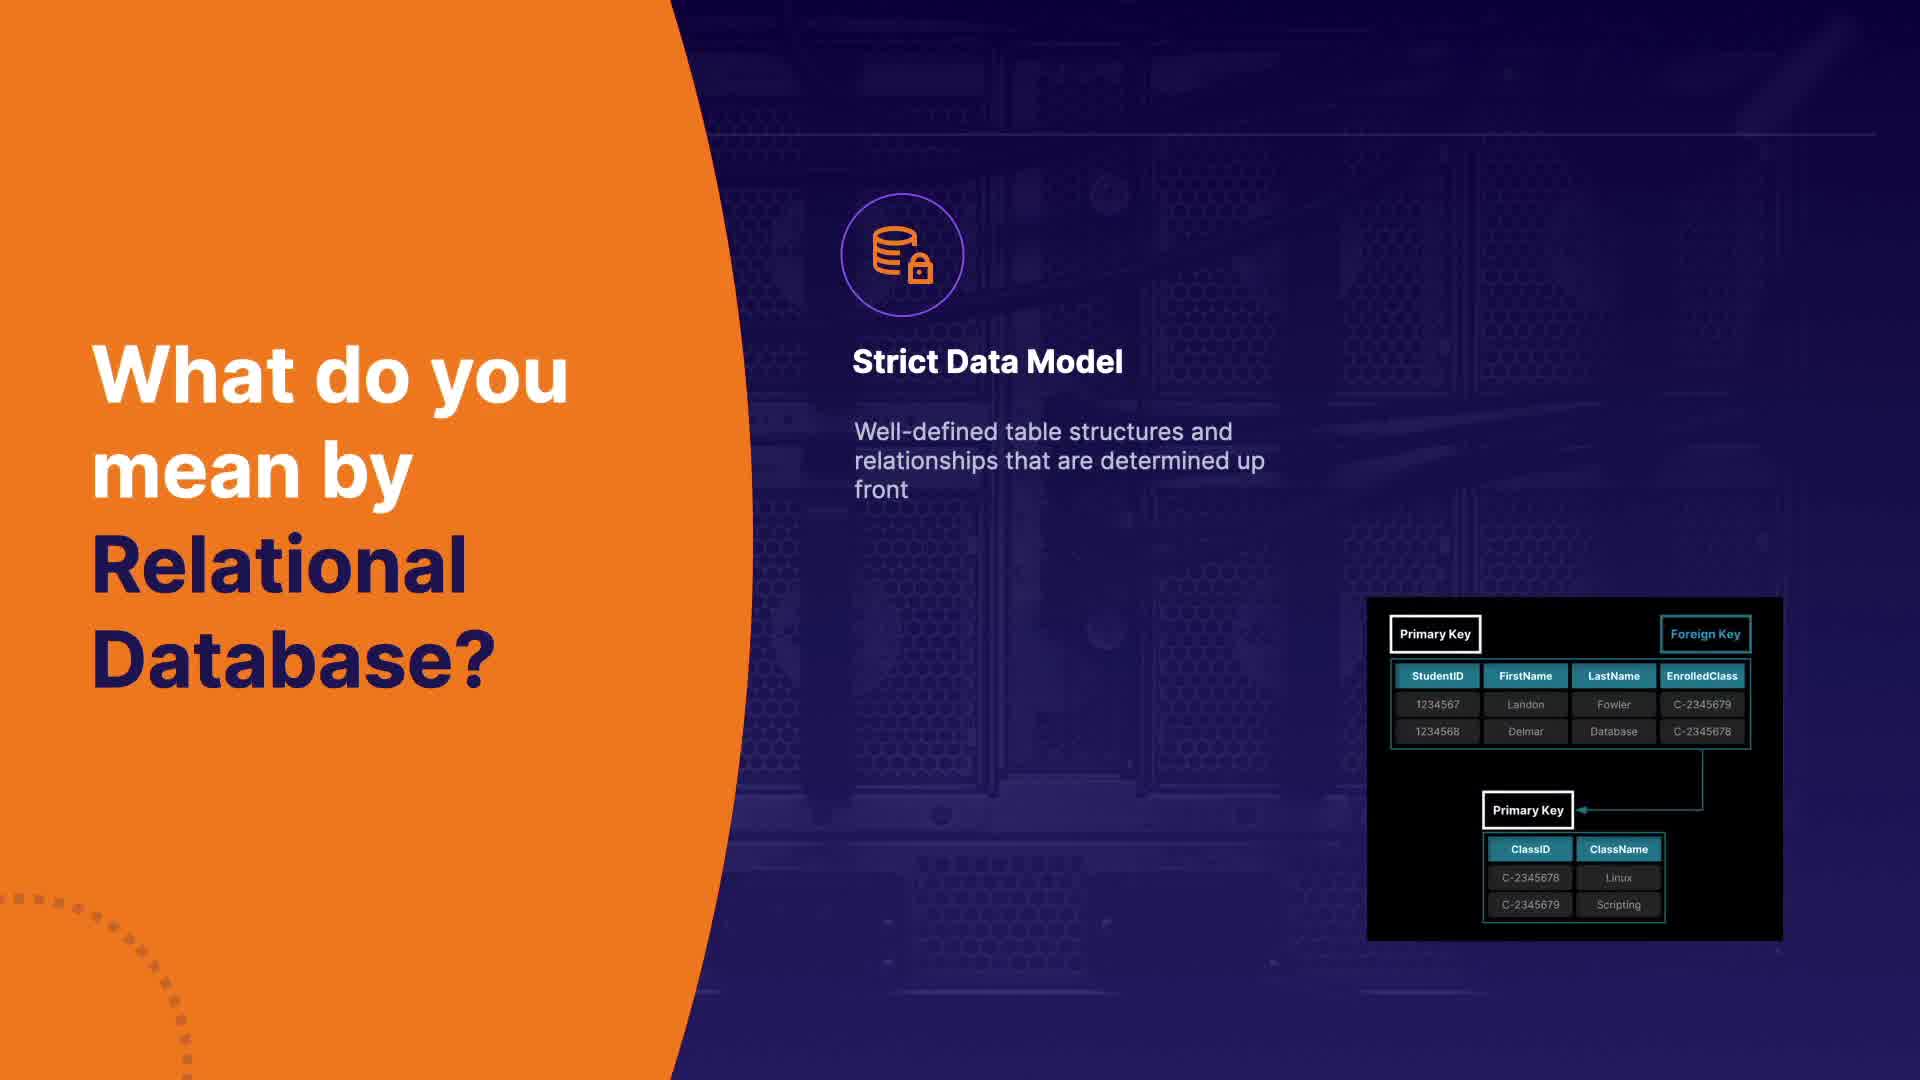 What do you
mean by
Relational
Database?
Strict Data Model
Well-defined table structures and
relationships that are determined up
front
Primary Key
Foreign Key
StudentID FirstName LastName EnrolledClass
1234567 Landon Fowler C-2345679
1234568 Delmar Database C-2345678
Primary Key
ClassID ClassName
C-2345678 Linux
C-2345679 Scripting